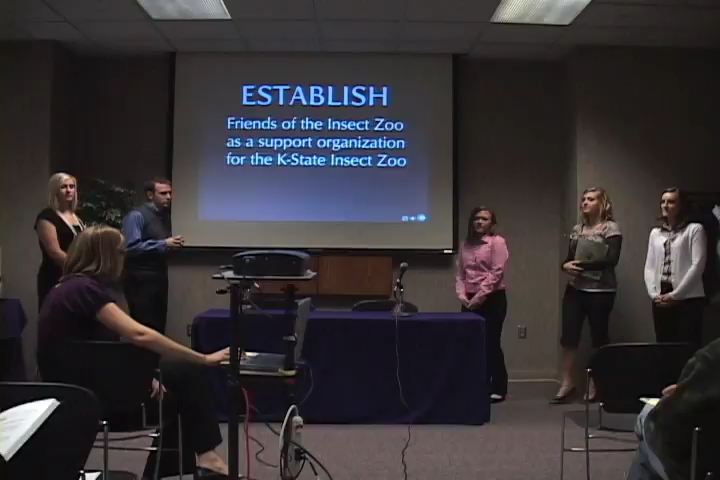 ESTABLISH
Friends of the Insect Zoo
as a support organization
for the K-State Insect Zoo